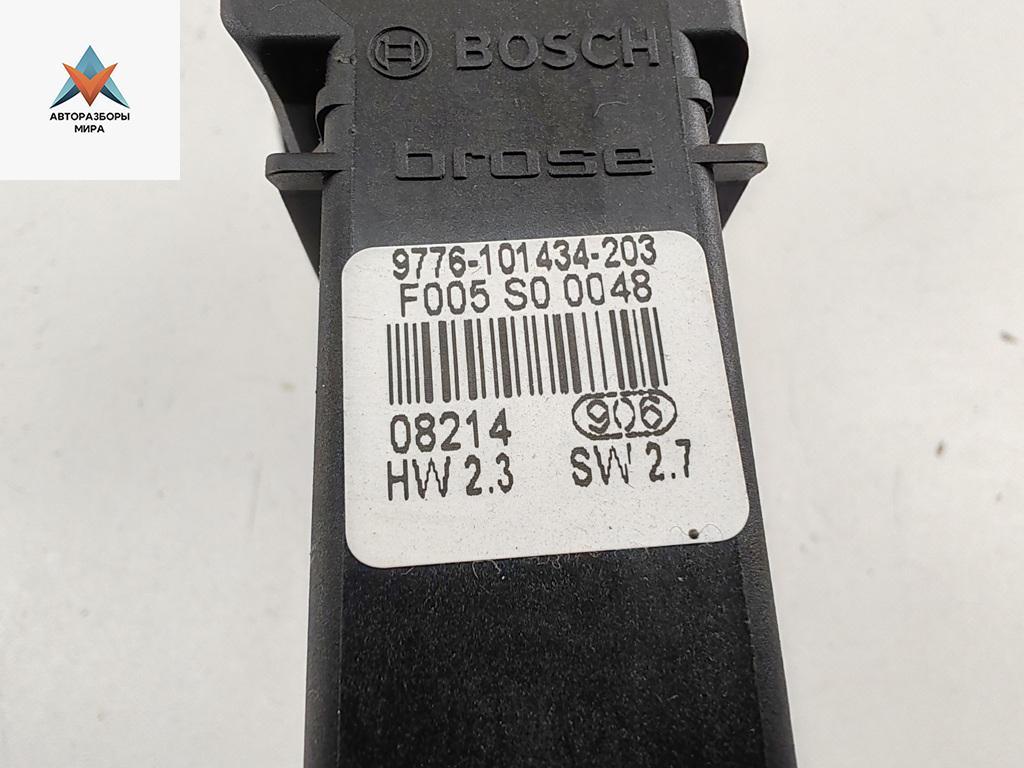 АВТОРАЗБОРЫ
МИРА
BOSCH
brose
9776-101434-203
F005 S0 0048
08214 906
HW 2.3 SW 2.7